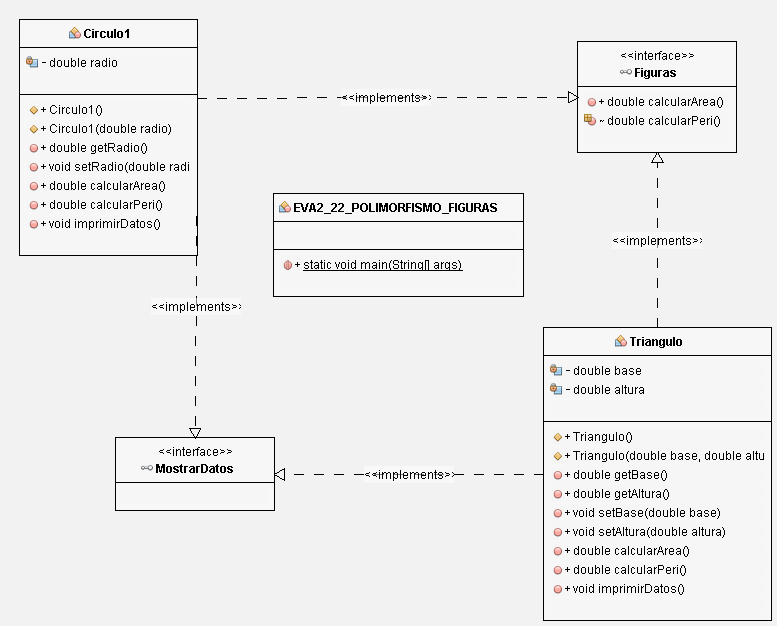 Circulo1
- double radio
+ Circulo1()
+ Circulo1(double radio)
+ double getRadio()
+ void setRadio(double radi
+ double calcularArea()
+ double calcularPeri()
+ void imprimirDatos()
<<implements>>
<<interface>>
Figuras
+ double calcularArea()
~ double calcularPeri()
EVA2_22_POLIMORFISMO_FIGURAS
+ static void main(String[] args)
<<implements>>
<<implements>>
Triangulo
- double base
- double altura
+ Triangulo()
+ Triangulo(double base, double altu
+ double getBase()
+ double getAltura()
+ void setBase(double base)
+ void setAltura(double altura)
+ double calcularArea()
+ double calcularPeri()
+ void imprimirDatos()
<<interface>>
MostrarDatos
<<implements>>